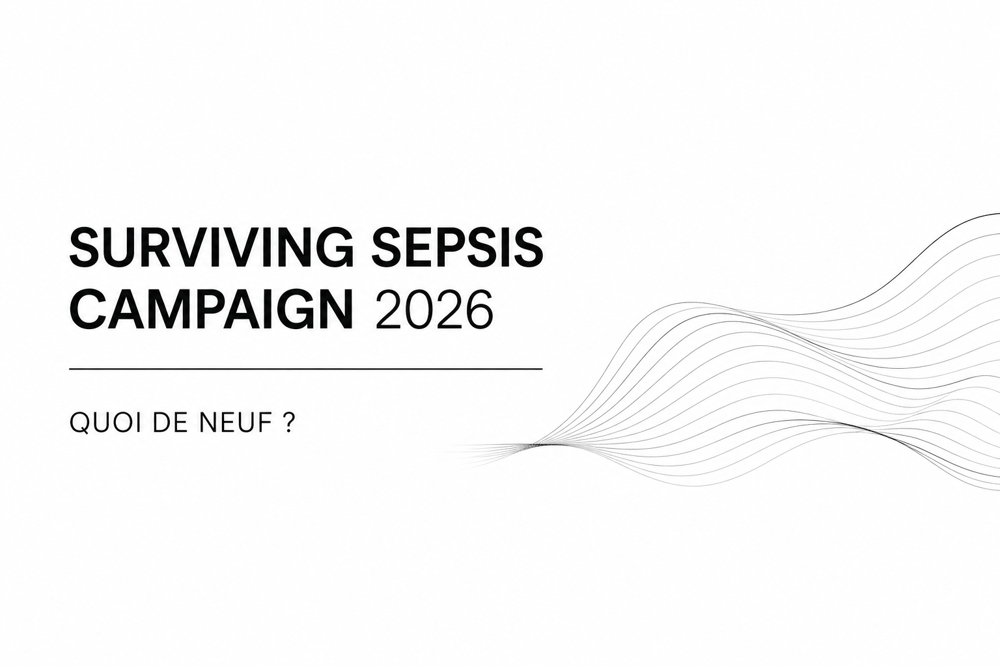 SURVIVING SEPSIS
CAMPAIGN 2026
QUOI DE NEUF ?